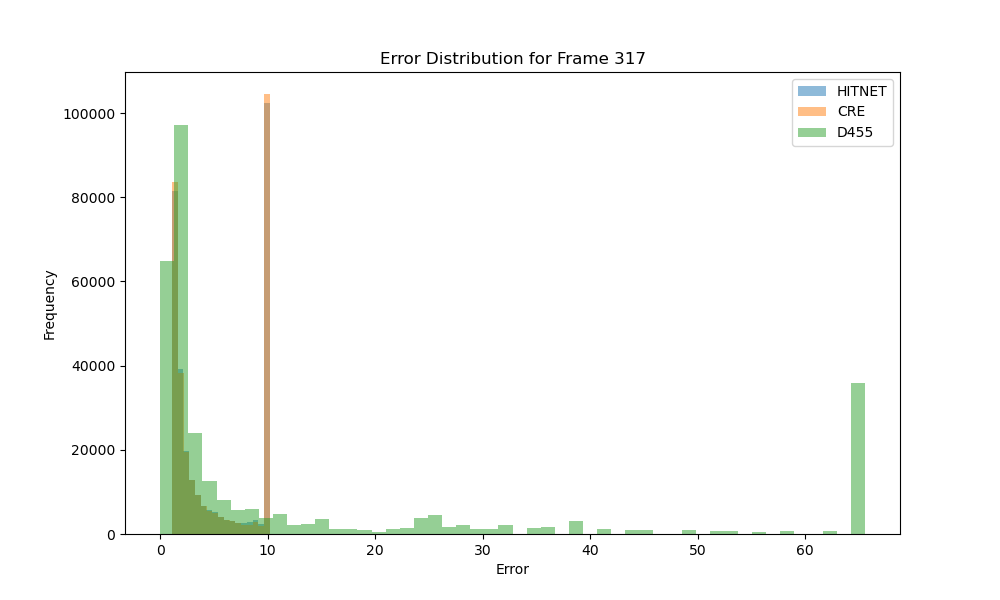 Error Distribution for Frame 317
HITNET
CRE
D455
100000
80000
60000
40000
20000
0
Frequency
0 10 20 30 40 50 60
Error